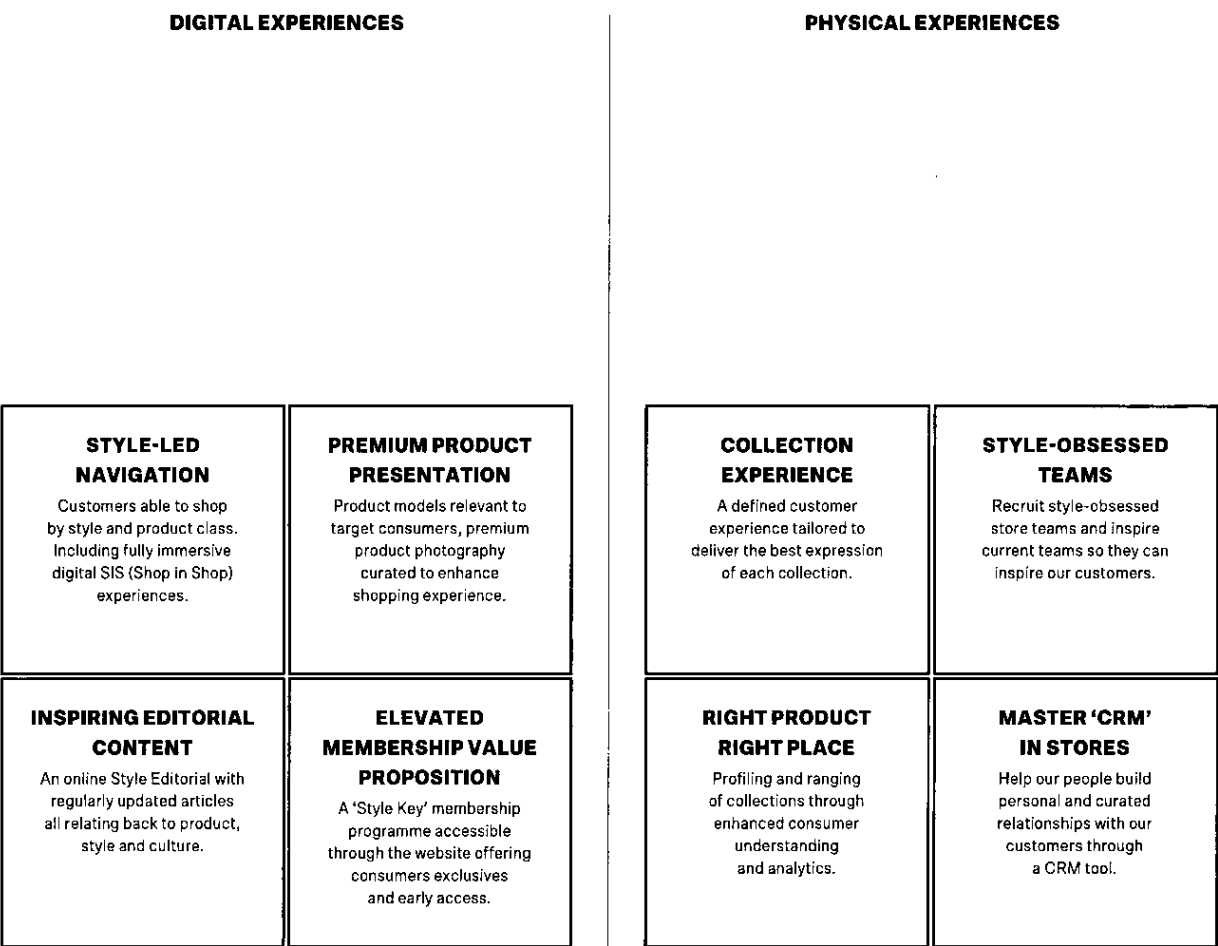 DIGITAL EXPERIENCES
STYLE-LED
NAVIGATION
Customers able to shop
by style and product class.
Including fully immersive
digital SIS (Shop in Shop)
experiences.
PREMIUM PRODUCT
PRESENTATION
Product models relevant to
target consumers, premium
product photography
curated to enhance
shopping experience.
INSPIRING EDITORIAL
CONTENT
An online Style Editorial with
regularly updated articles
all relating back to product,
style and culture.
ELEVATED
MEMBERSHIP VALUE
PROPOSITION
A ‘Style Key’ membership
programme accessible
through the website offering
consumers exclusives
and early access.
PHYSICAL EXPERIENCES
COLLECTION
EXPERIENCE
A defined customer
experience tailored to
deliver the best expression
of each collection.
STYLE-OBSESSED
TEAMS
Recruit style-obsessed
store teams and inspire
current teams so they can
inspire our customers.
RIGHT PRODUCT
RIGHT PLACE
Profiling and ranging
of collections through
enhanced consumer
understanding
and analytics.
MASTER ‘CRM’
IN STORES
Help our people build
personal and curated
relationships with our
customers through
a CRM tool.